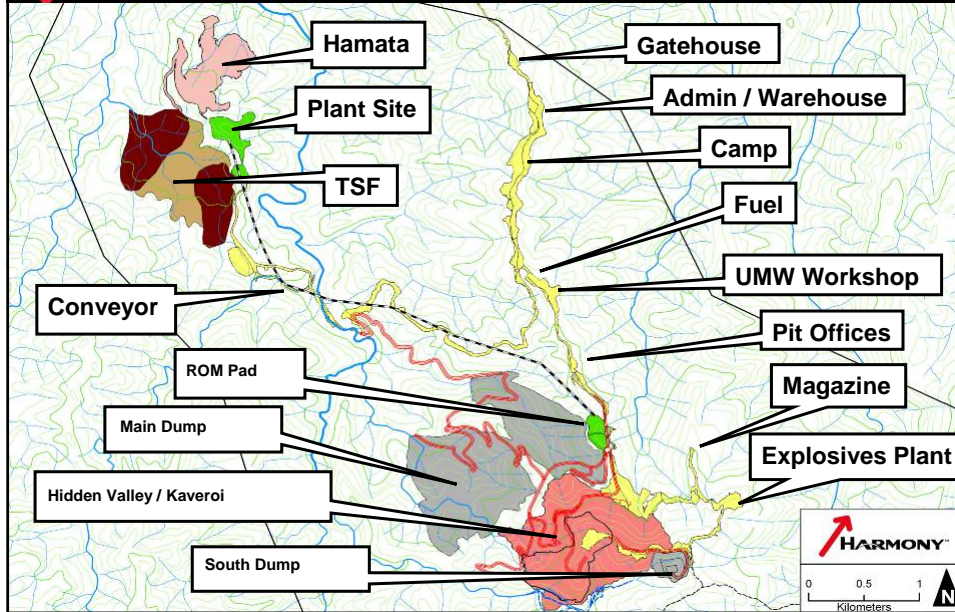 Hamata
Plant Site
TSF
Conveyor
ROM Pad
Main Dump
Hidden Valley / Kaveroi
South Dump
Gatehouse
Admin / Warehouse
Camp
Fuel
UMW Workshop
Pit Offices
Magazine
Explosives Plant
HARMONY™
0 0.5 1
Kilometers
N